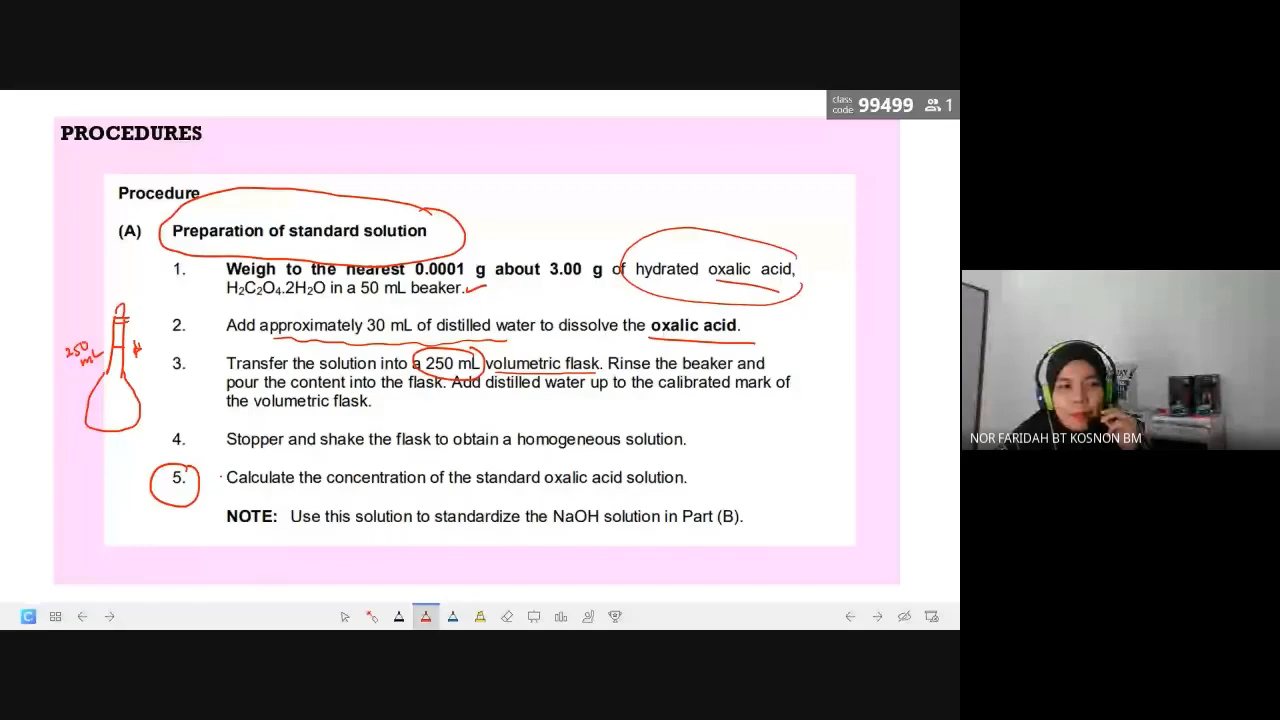 class
code 99499 1
PROCEDURES
Procedure
(A) Preparation of standard solution
1. Weigh to the nearest 0.0001 g about 3.00 g of hydrated oxalic acid,
H₂C₂O₄.2H₂O in a 50 mL beaker.
2. Add approximately 30 mL of distilled water to dissolve the oxalic acid.
250
mL
3. Transfer the solution into a 250 mL volumetric flask. Rinse the beaker and
pour the content into the flask. Add distilled water up to the calibrated mark of
the volumetric flask.
4. Stopper and shake the flask to obtain a homogeneous solution.
5. Calculate the concentration of the standard oxalic acid solution.
NOTE: Use this solution to standardize the NaOH solution in Part (B).
NOR FARIDAH BT KOSNON BM
C